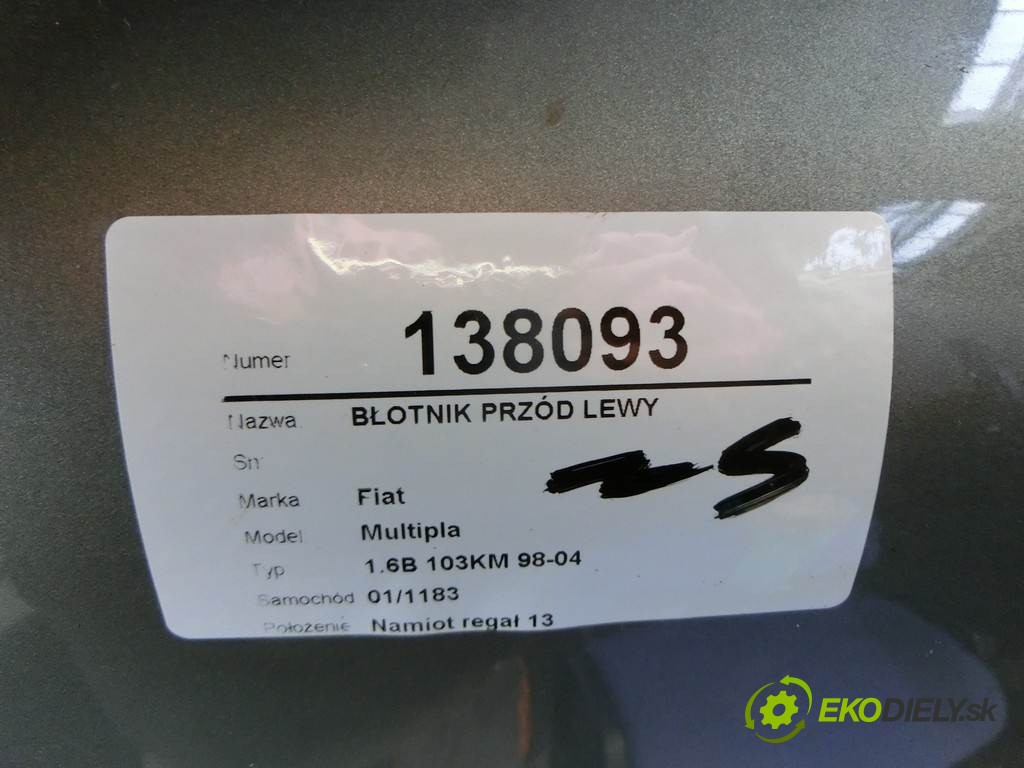 Numer 138093
Nazwa BŁOTNIK PRZÓD LEWY
Sn
Marka Fiat
Model Multipla
Typ 1.6B 103KM 98-04
Samochód 01/1183
Położenie Namiot regał 13
EKODIELY.sk